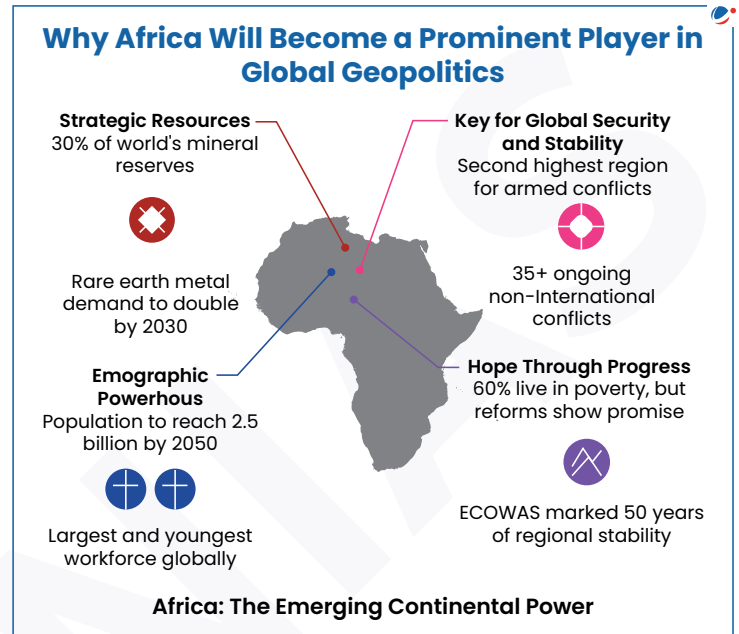 Why Africa Will Become a Prominent Player in
Global Geopolitics
Strategic Resources
30% of world's mineral
reserves
Rare earth metal
demand to double
by 2030
Key for Global Security
and Stability
Second highest region
for armed conflicts
35+ ongoing
non-International
conflicts
Emographic
Powerhous
Population to reach 2.5
billion by 2050
Largest and youngest
workforce globally
Hope Through Progress
60% live in poverty, but
reforms show promise
ECOWAS marked 50 years
of regional stability
Africa: The Emerging Continental Power